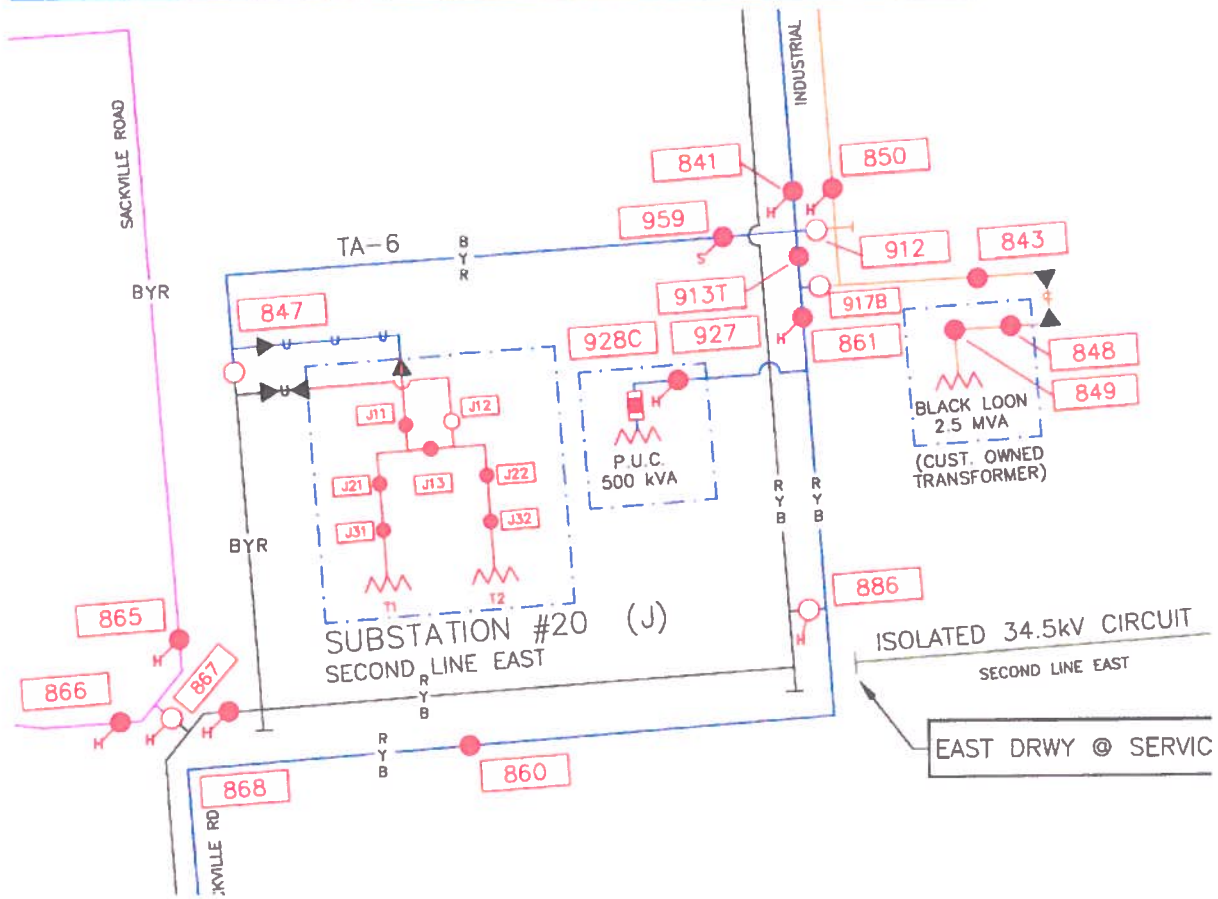 INDUSTRIAL
SACKVILLE ROAD
841
850
959
TA-6
B
Y
R
912
843
BYR
913T
917B
847
928C
927
861
848
849
J11
J12
BLACK LOON
2.5 MVA
(CUST. OWNED
TRANSFORMER)
P.U.C.
500 kVA
J21
J13
J22
R
Y
B
R
Y
B
J31
J32
BYR
T1
T2
886
865
SUBSTATION #20 (J)
SECOND LINE EAST
ISOLATED 34.5kV CIRCUIT
SECOND LINE EAST
866
867
R
Y
B
R
Y
B
EAST DRWY @ SERVIC
868
860
KVILLE RD
H
H
S
H
H
H
H
H
H
H
U
U
U
U